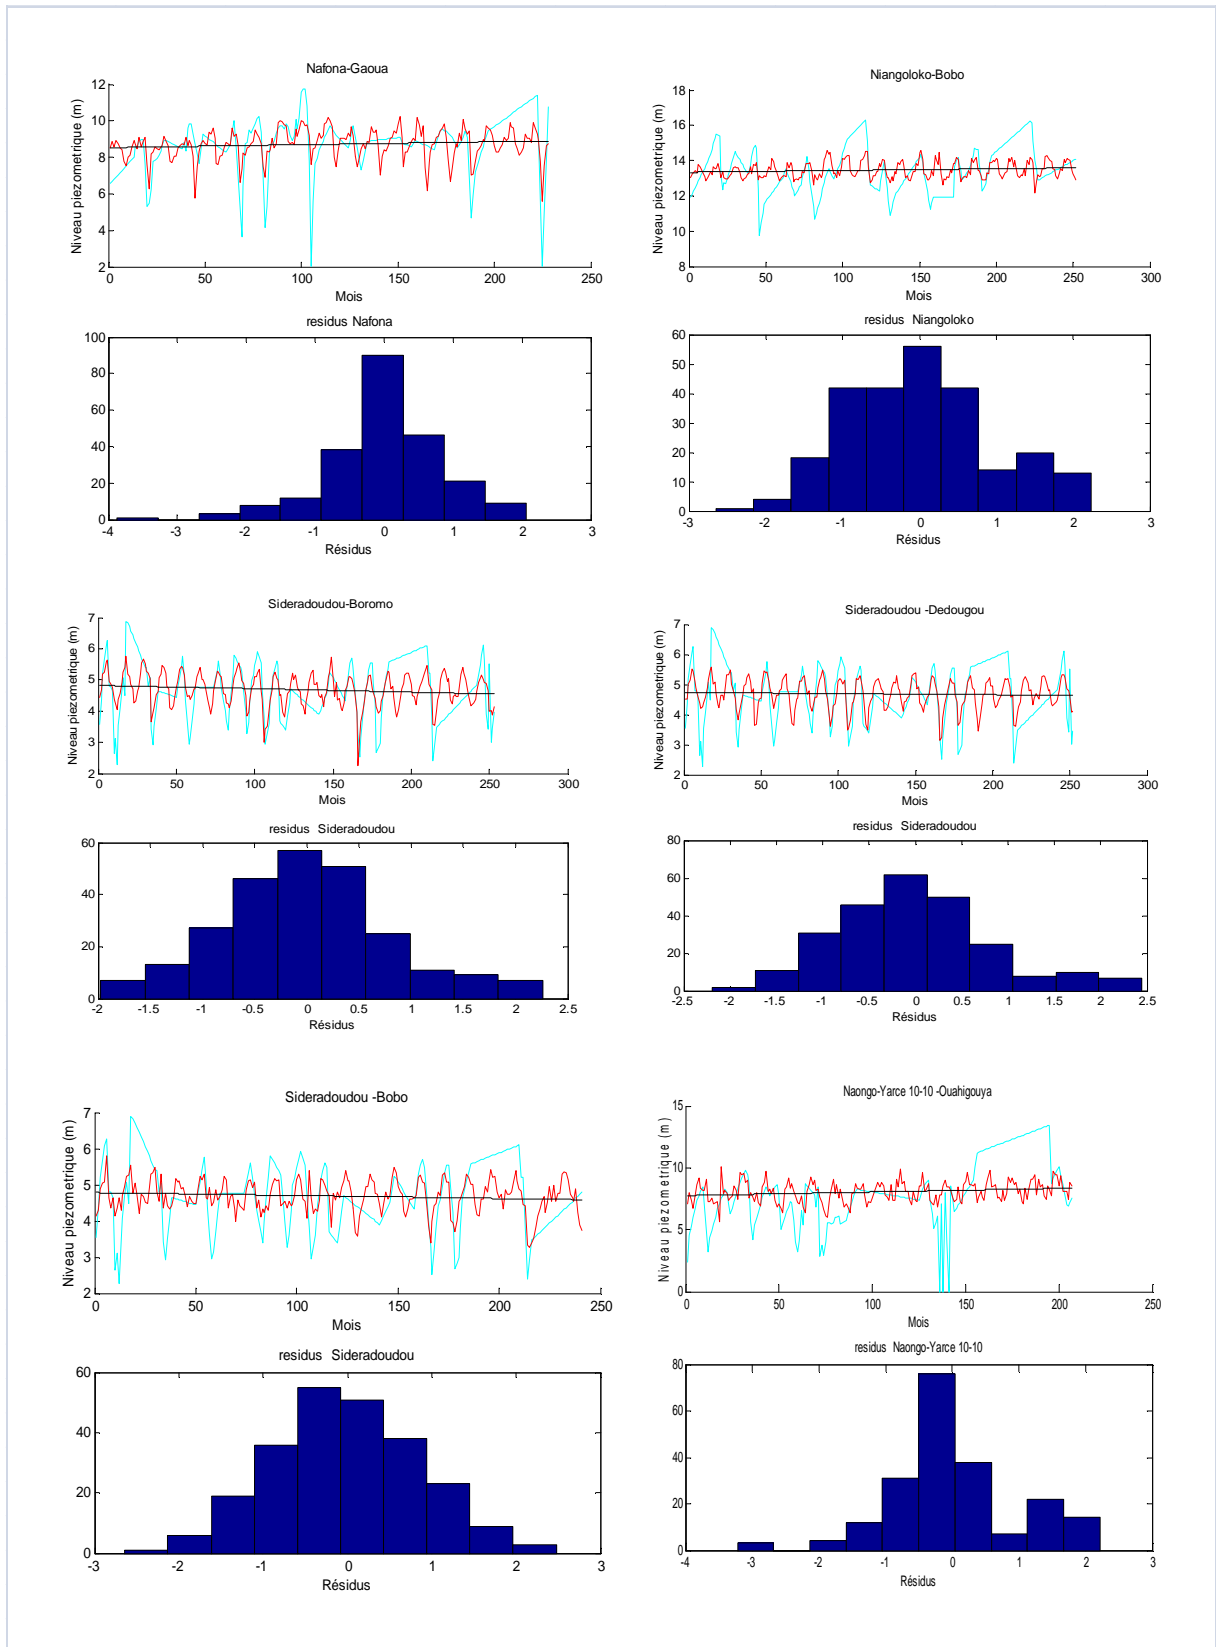 Nafona-Gaoua
Niveau piezometrique (m)
12
10
8
6
4
2
0 50 100 150 200 250
Mois
Niangoloko-Bobo
Niveau piezometrique (m)
18
16
14
12
10
8
0 50 100 150 200 250 300
Mois
residus Nafona
100
80
60
40
20
0
-4 -3 -2 -1 0 1 2 3
Résidus
residus Niangoloko
60
50
40
30
20
10
0
-3 -2 -1 0 1 2 3
Résidus
Sideradoudou-Boromo
Niveau piezometrique (m)
7
6
5
4
3
2
0 50 100 150 200 250 300
Mois
Sideradoudou -Dedougou
Niveau piezometrique (m)
7
6
5
4
3
2
0 50 100 150 200 250 300
Mois
residus Sideradoudou
60
40
20
0
-2 -1.5 -1 -0.5 0 0.5 1 1.5 2 2.5
Résidus
residus Sideradoudou
80
60
40
20
0
-2.5 -2 -1.5 -1 -0.5 0 0.5 1 1.5 2 2.5
Résidus
Sideradoudou -Bobo
Niveau piezometrique (m)
7
6
5
4
3
2
0 50 100 150 200 250
Mois
Naongo-Yarce 10-10 -Ouahigouya
Niveau piezometrique (m)
15
10
5
0
0 50 100 150 200 250
Mois
residus Sideradoudou
60
40
20
0
-3 -2 -1 0 1 2 3
Résidus
residus Naongo-Yarce 10-10
80
60
40
20
0
-4 -3 -2 -1 0 1 2 3
Résidus